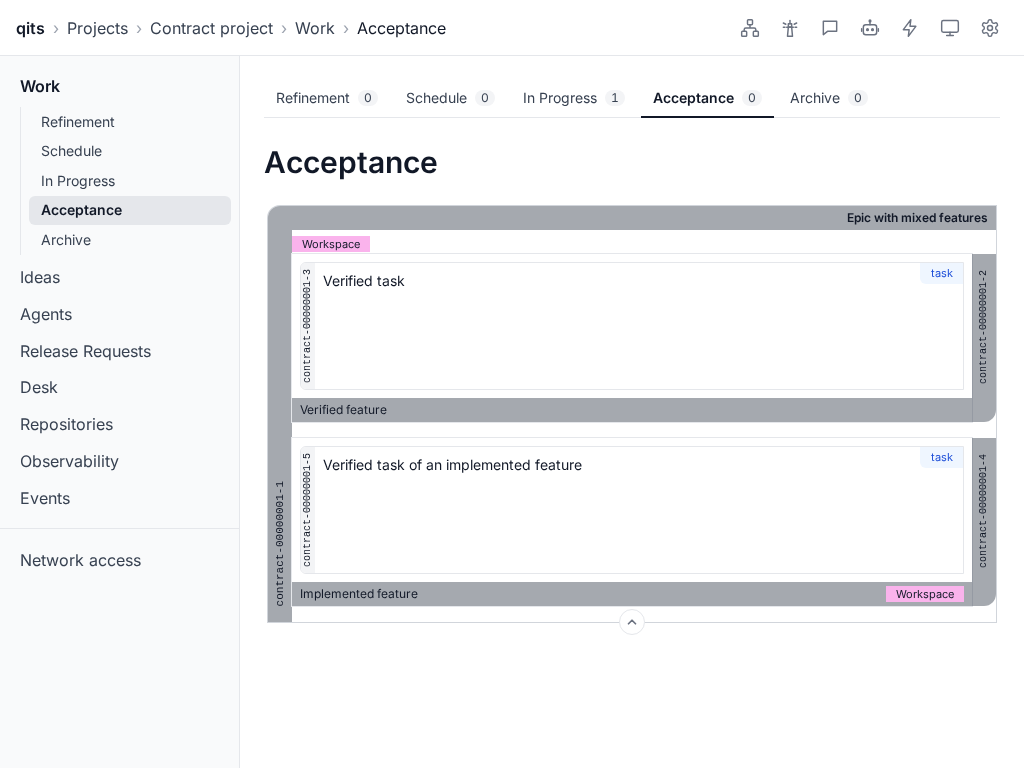 qits › Projects › Contract project › Work › Acceptance
Work
Refinement
Schedule
In Progress
Acceptance
Archive
Ideas
Agents
Release Requests
Desk
Repositories
Observability
Events
Network access
Refinement 0
Schedule 0
In Progress 1
Acceptance 0
Archive 0
Acceptance
Epic with mixed features
contract-00000001-1
Workspace
contract-00000001-3
Verified task
task
contract-00000001-2
Verified feature
contract-00000001-5
Verified task of an implemented feature
task
contract-00000001-4
Implemented feature
Workspace